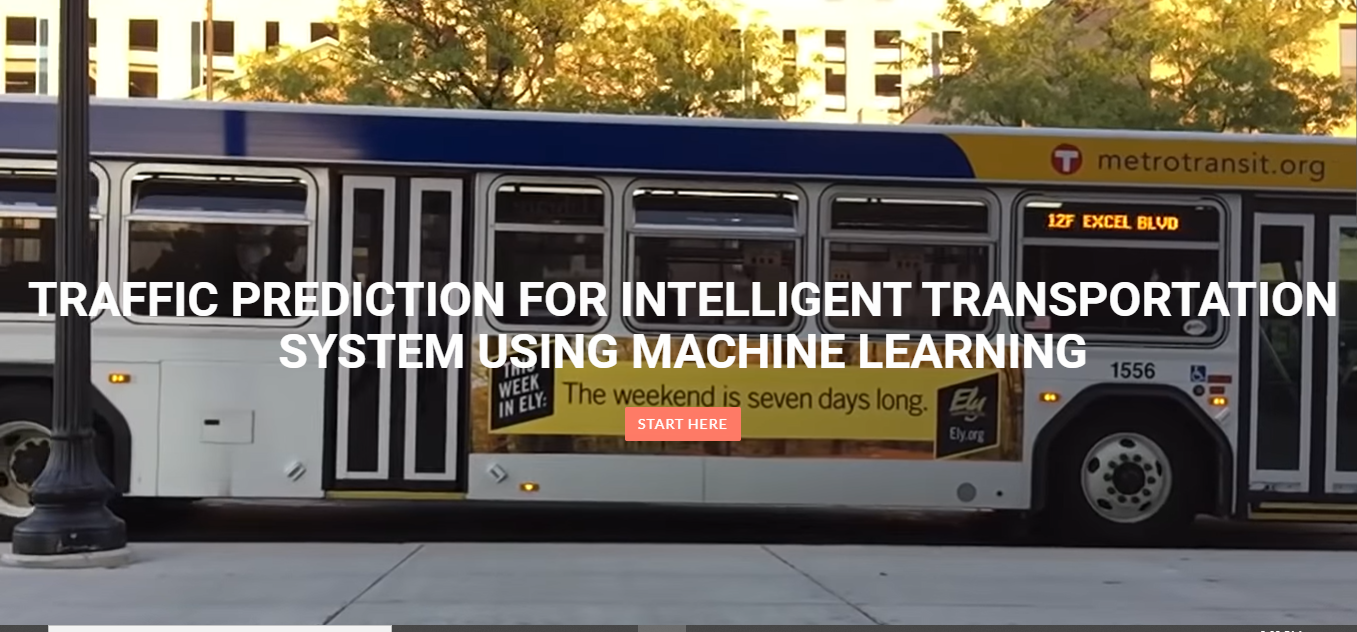 metrotransit.org
12F EXCEL BLVD
TRAFFIC PREDICTION FOR INTELLIGENT TRANSPORTATION
SYSTEM USING MACHINE LEARNING
1556
THIS
WEEK
IN ELY:
The weekend is seven days long.
Ely
Ely.org
START HERE